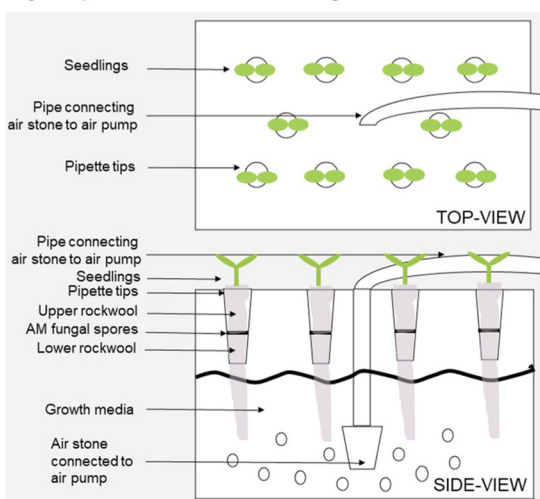 Seedlings
Pipe connecting
air stone to air pump
Pipette tips
TOP-VIEW
Pipe connecting
air stone to air pump
Seedlings
Pipette tips
Upper rockwool
AM fungal spores
Lower rockwool
Growth media
Air stone
connected to
air pump
SIDE-VIEW